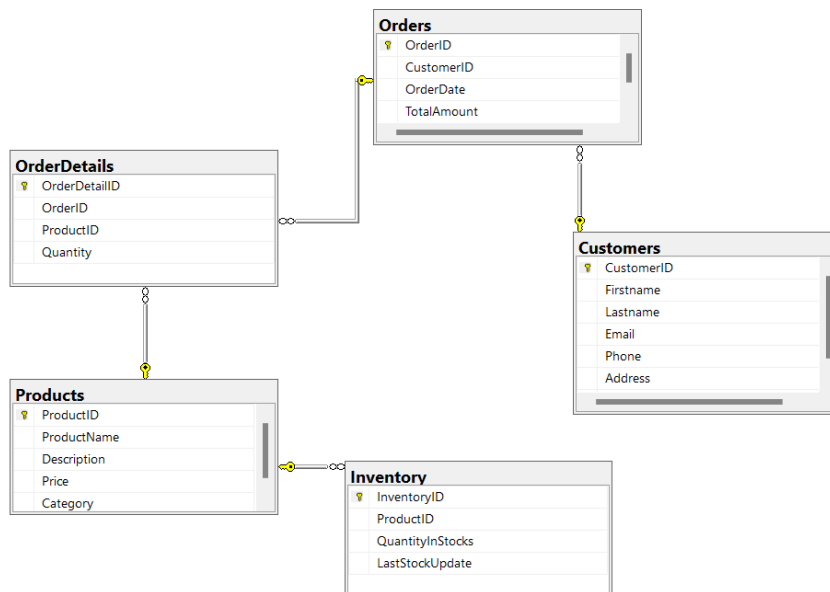 Orders
OrderID
CustomerID
OrderDate
TotalAmount
OrderDetails
OrderDetailID
OrderID
ProductID
Quantity
Customers
CustomerID
Firstname
Lastname
Email
Phone
Address
Products
ProductID
ProductName
Description
Price
Category
Inventory
InventoryID
ProductID
QuantityInStocks
LastStockUpdate